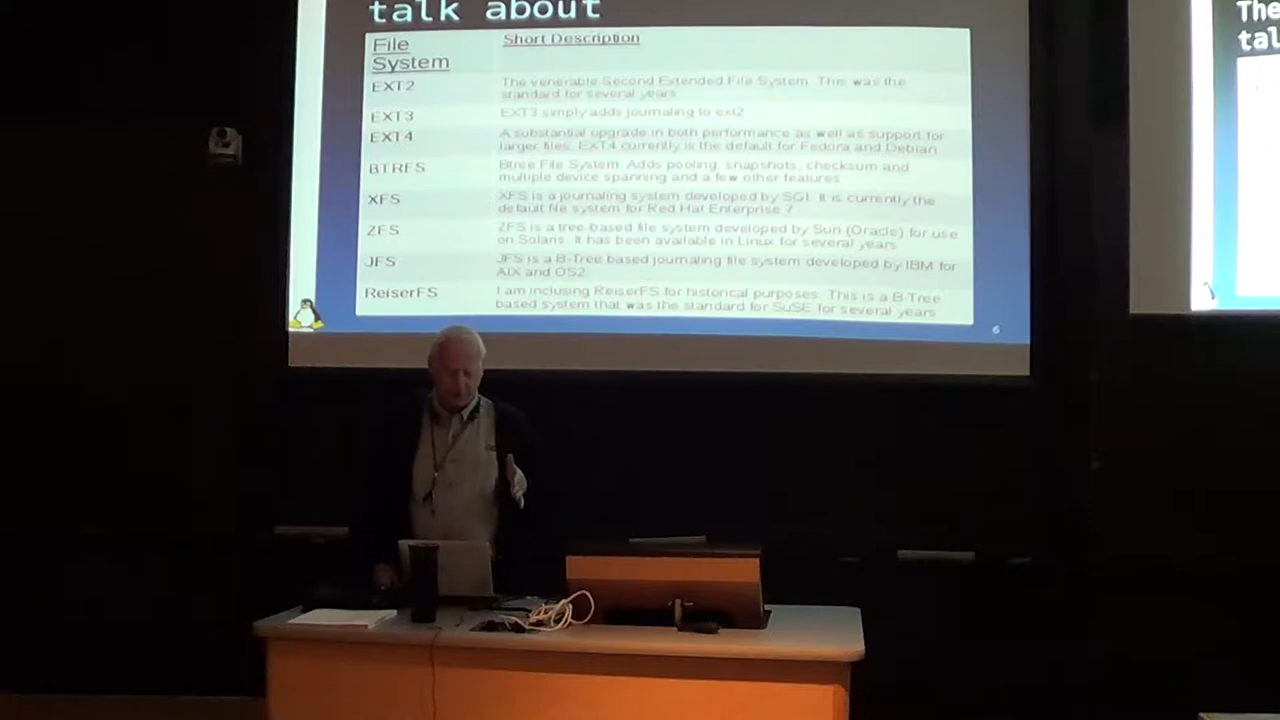 talk about
File System
Short Description
EXT2
The venerable Second Extended File System. This was the
standard for several years
EXT3
EXT3 simply adds journaling to ext2
EXT4
A substantial upgrade in both performance as well as support for
larger files. EXT4 currently is the default for Fedora and Debian
BTRFS
Btree File System. Adds pooling, snapshots, checksum and
multiple device spanning and a few other features
XFS
XFS is a journaling system developed by SGI. It is currently the
default file system for Red Hat Enterprise 7
ZFS
ZFS is a tree-based file system developed by Sun (Oracle) for use
on Solaris. It has been available in Linux for several years
JFS
JFS is a B-Tree based journaling file system developed by IBM for
AIX and OS2
ReiserFS
I am inclusing ReiserFS for historical purposes. This is a B-Tree
based system that was the standard for SuSE for several years
6
The
tal